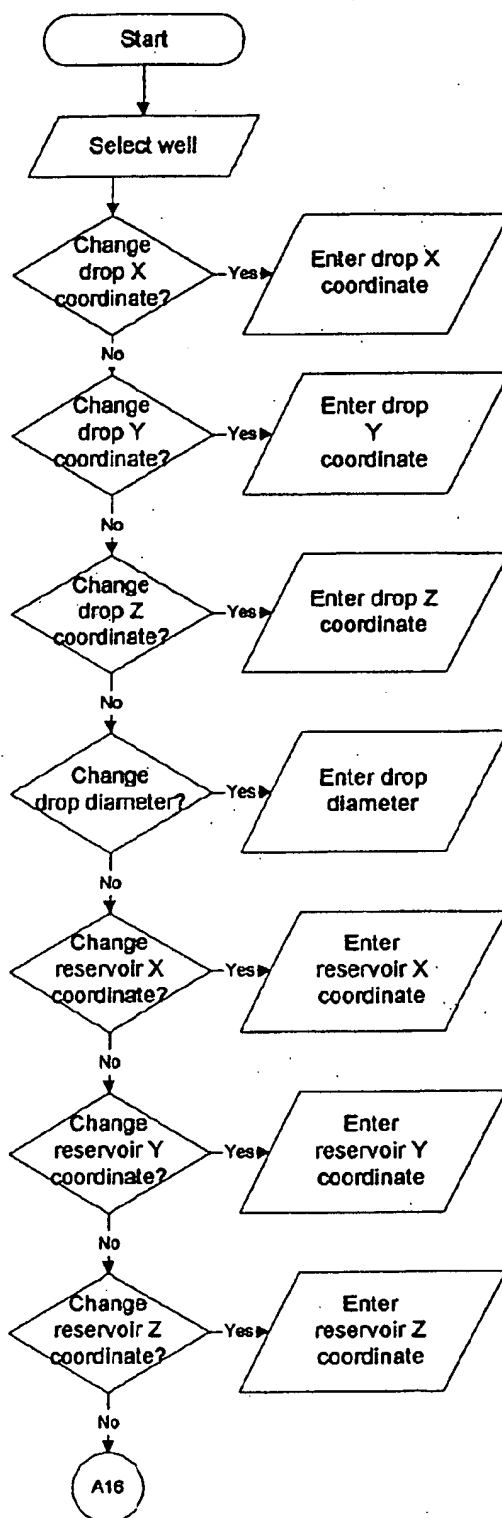 Start
Select well
Change
drop X
coordinate?
Yes
Enter drop X
coordinate
No
Change
drop Y
coordinate?
Yes
Enter drop
Y
coordinate
No
Change
drop Z
coordinate?
Yes
Enter drop Z
coordinate
No
Change
drop diameter?
Yes
Enter drop
diameter
No
Change
reservoir X
coordinate?
Yes
Enter
reservoir X
coordinate
No
Change
reservoir Y
coordinate?
Yes
Enter
reservoir Y
coordinate
No
Change
reservoir Z
coordinate?
Yes
Enter
reservoir Z
coordinate
No
A16